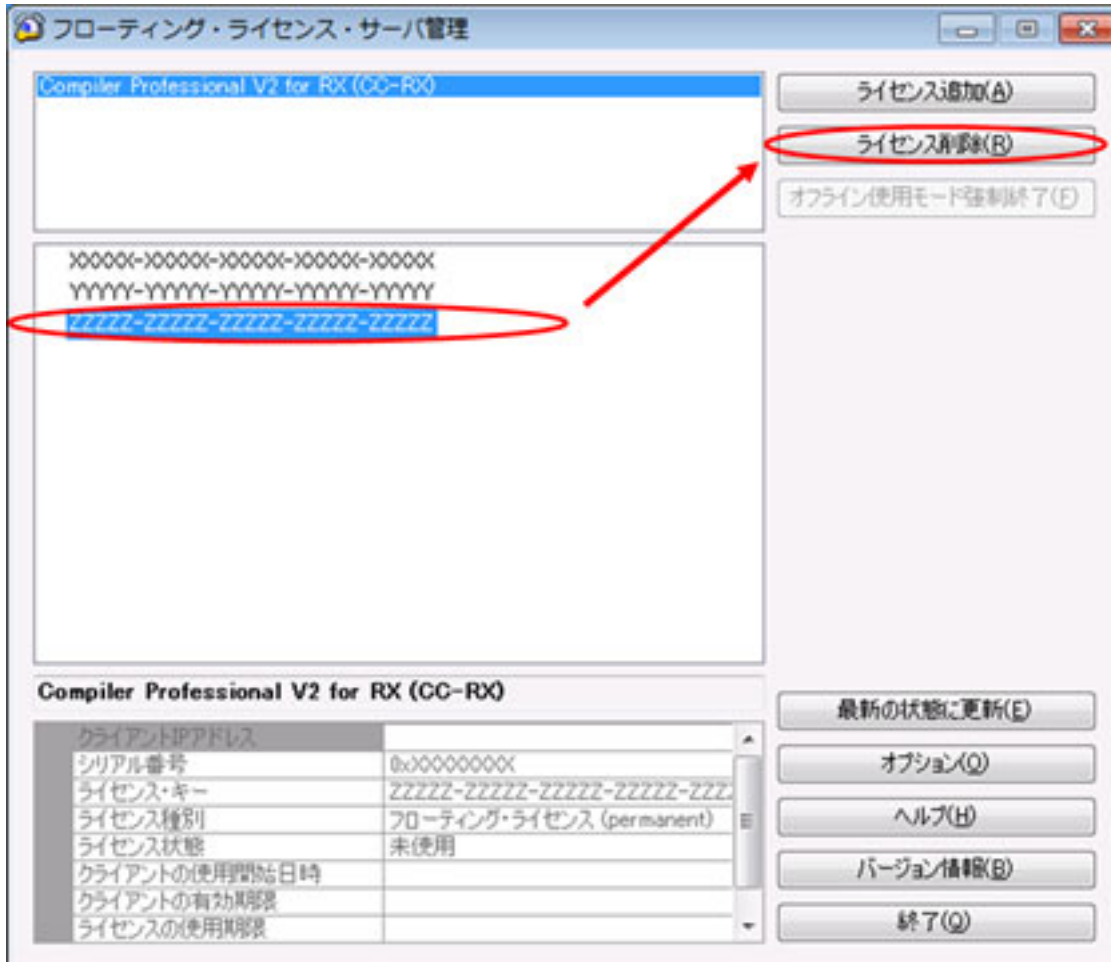 フローティング・ライセンス・サーバ管理
Compiler Professional V2 for RX (CC-RX)
ライセンス追加(A)
ライセンス削除(R)
オフライン使用モード強制終了(F)
XXXXX-XXXXX-XXXXX-XXXXX-XXXXX
YYYYY-YYYYY-YYYYY-YYYYY-YYYYY
ZZZZZ-ZZZZZ-ZZZZZ-ZZZZZ-ZZZZZ
Compiler Professional V2 for RX (CC-RX)
クライアントIPアドレス
シリアル番号 0xXXXXXXXX
ライセンス・キー ZZZZZ-ZZZZZ-ZZZZZ-ZZZZZ-ZZZZ
ライセンス種別 フローティング・ライセンス (permanent)
ライセンス状態 未使用
クライアントの使用開始日時
クライアントの有効期限
ライセンスの使用期限
最新の状態に更新(E)
オプション(O)
ヘルプ(H)
バージョン情報(B)
終了(Q)